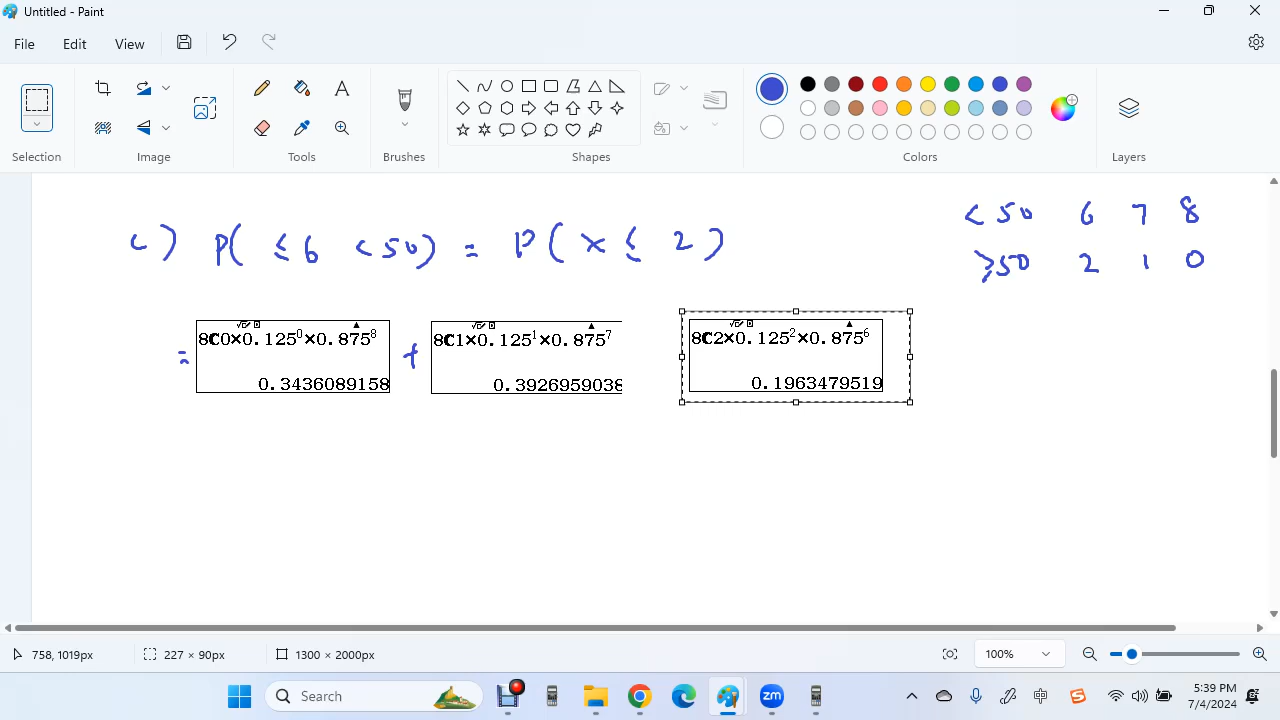 Untitled - Paint
File Edit View
Selection Image Tools Brushes Shapes Colors Layers
< 50 6 7 8
⩾50 2 1 0
c) P( ≤ 6 < 50) = P( x ≤ 2 )
= 8C0×0.125⁰×0.875⁸ + 8C1×0.125¹×0.875⁷ 8C2×0.125²×0.875⁶
0.3436089158 0.3926959038 0.1963479519
758, 1019px 227 × 90px 1300 × 2000px 100%
Search zm 中 S 5:39 PM
7/4/2024